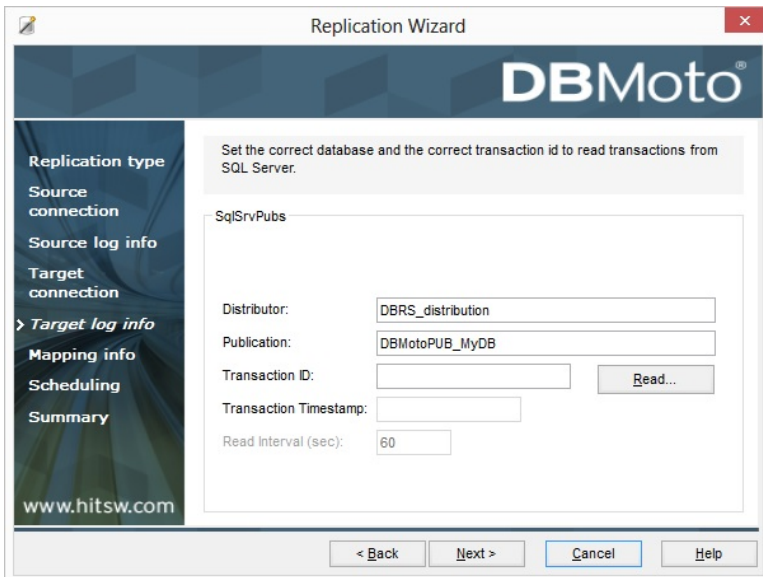 Replication Wizard
DBMoto®
Replication type
Source
connection
Source log info
Target
connection
Target log info
Mapping info
Scheduling
Summary
www.hitsw.com
Set the correct database and the correct transaction id to read transactions from
SQL Server.
SqlSrvPubs
Distributor: DBRS_distribution
Publication: DBMotoPUB_MyDB
Transaction ID: Read...
Transaction Timestamp:
Read Interval (sec): 60
< Back Next > Cancel Help